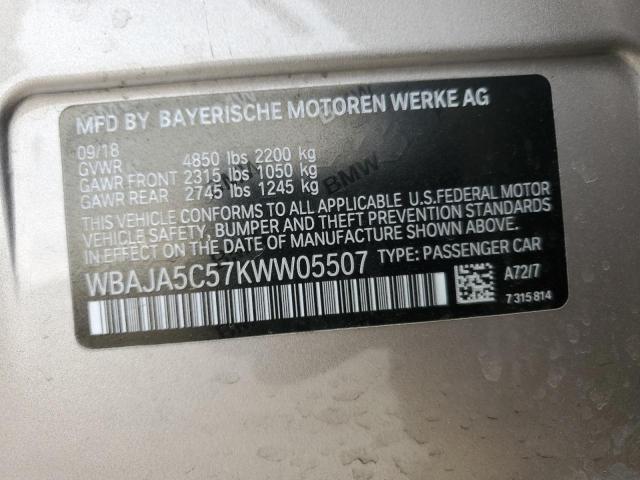 MFD BY BAYERISCHE MOTOREN WERKE AG
09/18
GVWR 4850 lbs 2200 kg
GAWR FRONT 2315 lbs 1050 kg
GAWR REAR 2745 lbs 1245 kg
THIS VEHICLE CONFORMS TO ALL APPLICABLE U.S.FEDERAL MOTOR
VEHICLE SAFETY, BUMPER AND THEFT PREVENTION STANDARDS
IN EFFECT ON THE DATE OF MANUFACTURE SHOWN ABOVE.
WBAJA5C57KWW05507 TYPE: PASSENGER CAR
A72/7
7 315 814
BMW